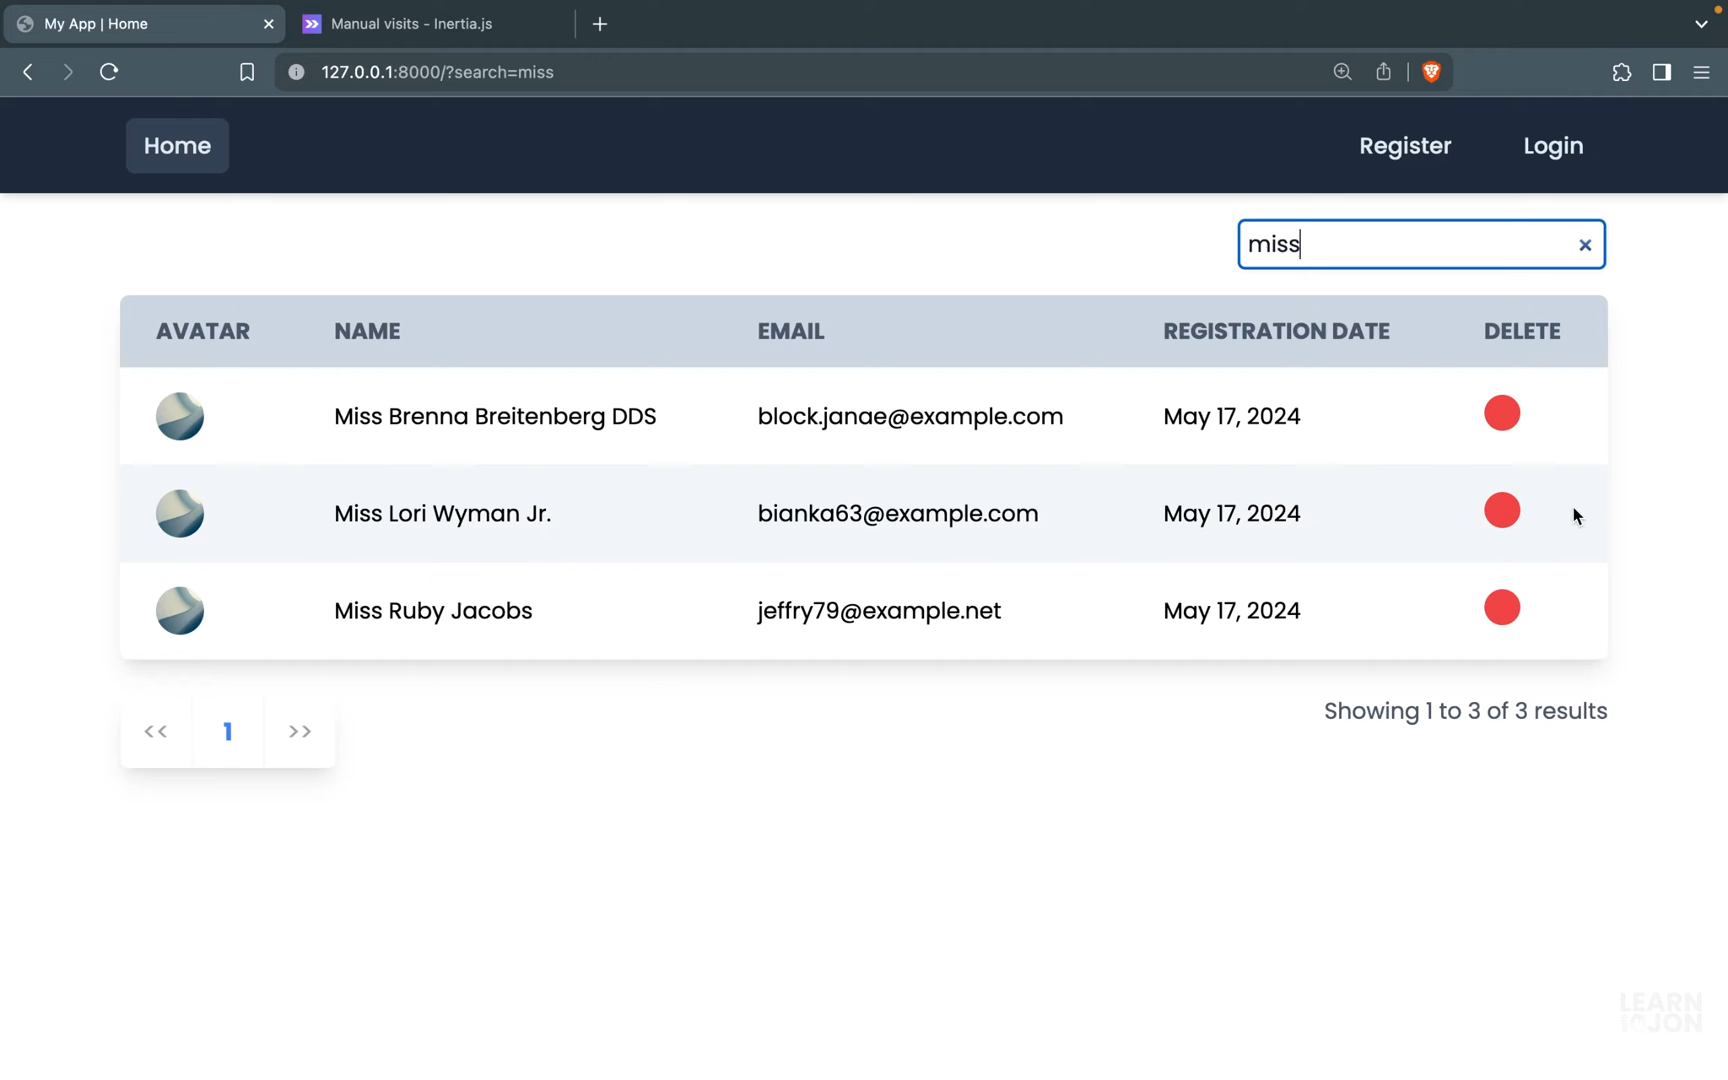 My App | Home
Manual visits - Inertia.js
127.0.0.1:8000/?search=miss
Home
Register
Login
miss
AVATAR NAME EMAIL REGISTRATION DATE DELETE
Miss Brenna Breitenberg DDS block.janae@example.com May 17, 2024
Miss Lori Wyman Jr. bianka63@example.com May 17, 2024
Miss Ruby Jacobs jeffry79@example.net May 17, 2024
<< 1 >>
Showing 1 to 3 of 3 results
LEARN
JON